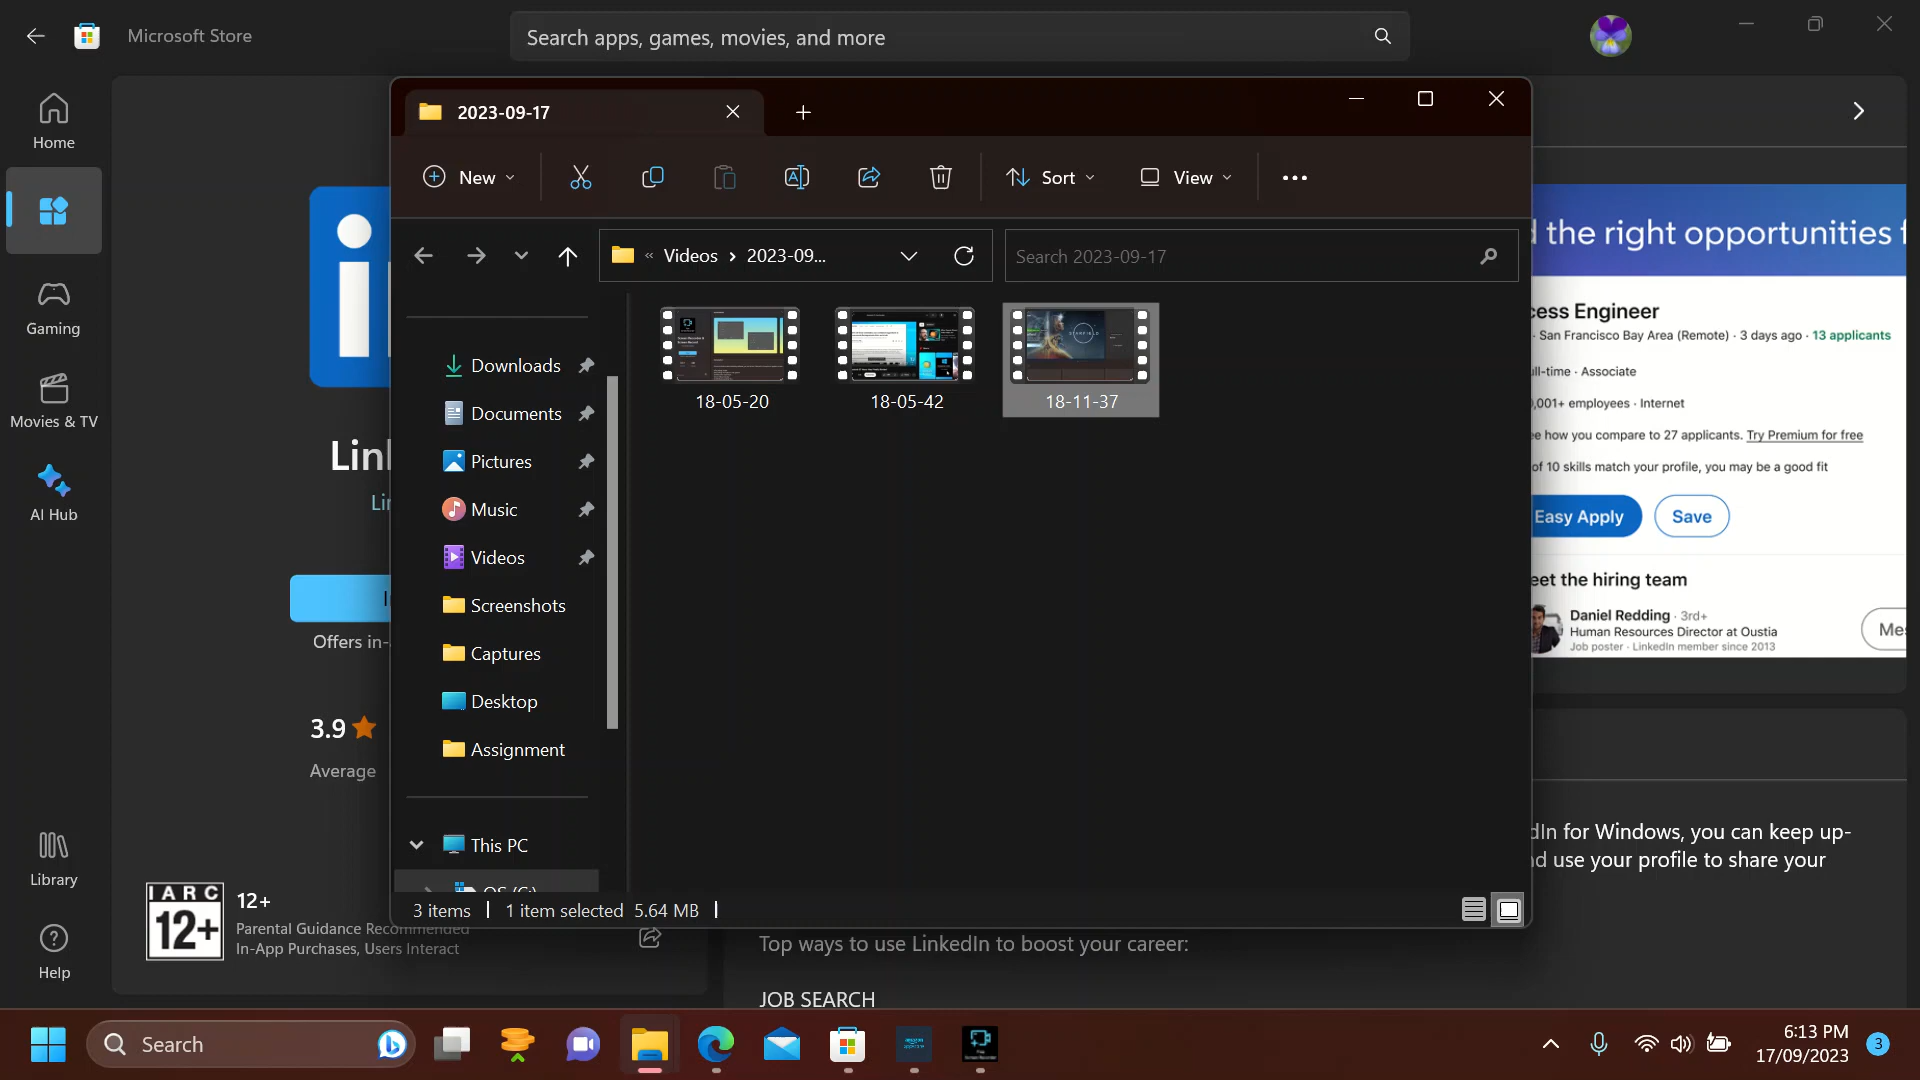 Microsoft Store
Search apps, games, movies, and more
Home
Gaming
Movies & TV
AI Hub
Library
Help
2023-09-17
New
Sort
View
« Videos › 2023-09...
Search 2023-09-17
Downloads
Documents
Pictures
Music
Videos
Screenshots
Captures
Desktop
Assignment
This PC
OS (C:)
18-05-20
18-05-42
18-11-37
3 items
1 item selected 5.64 MB
Offers in-
3.9
Average
IARC
12+
12+
Parental Guidance Recommended
In-App Purchases, Users Interact
the right opportunities
cess Engineer
San Francisco Bay Area (Remote) · 3 days ago · 13 applicants
ll-time · Associate
,001+ employees · Internet
ee how you compare to 27 applicants. Try Premium for free
of 10 skills match your profile, you may be a good fit
Easy Apply
Save
eet the hiring team
Daniel Redding · 3rd+
Human Resources Director at Oustia
Job poster · LinkedIn member since 2013
Mes
dIn for Windows, you can keep up-
nd use your profile to share your
Top ways to use LinkedIn to boost your career:
JOB SEARCH
Search
6:13 PM
17/09/2023
3